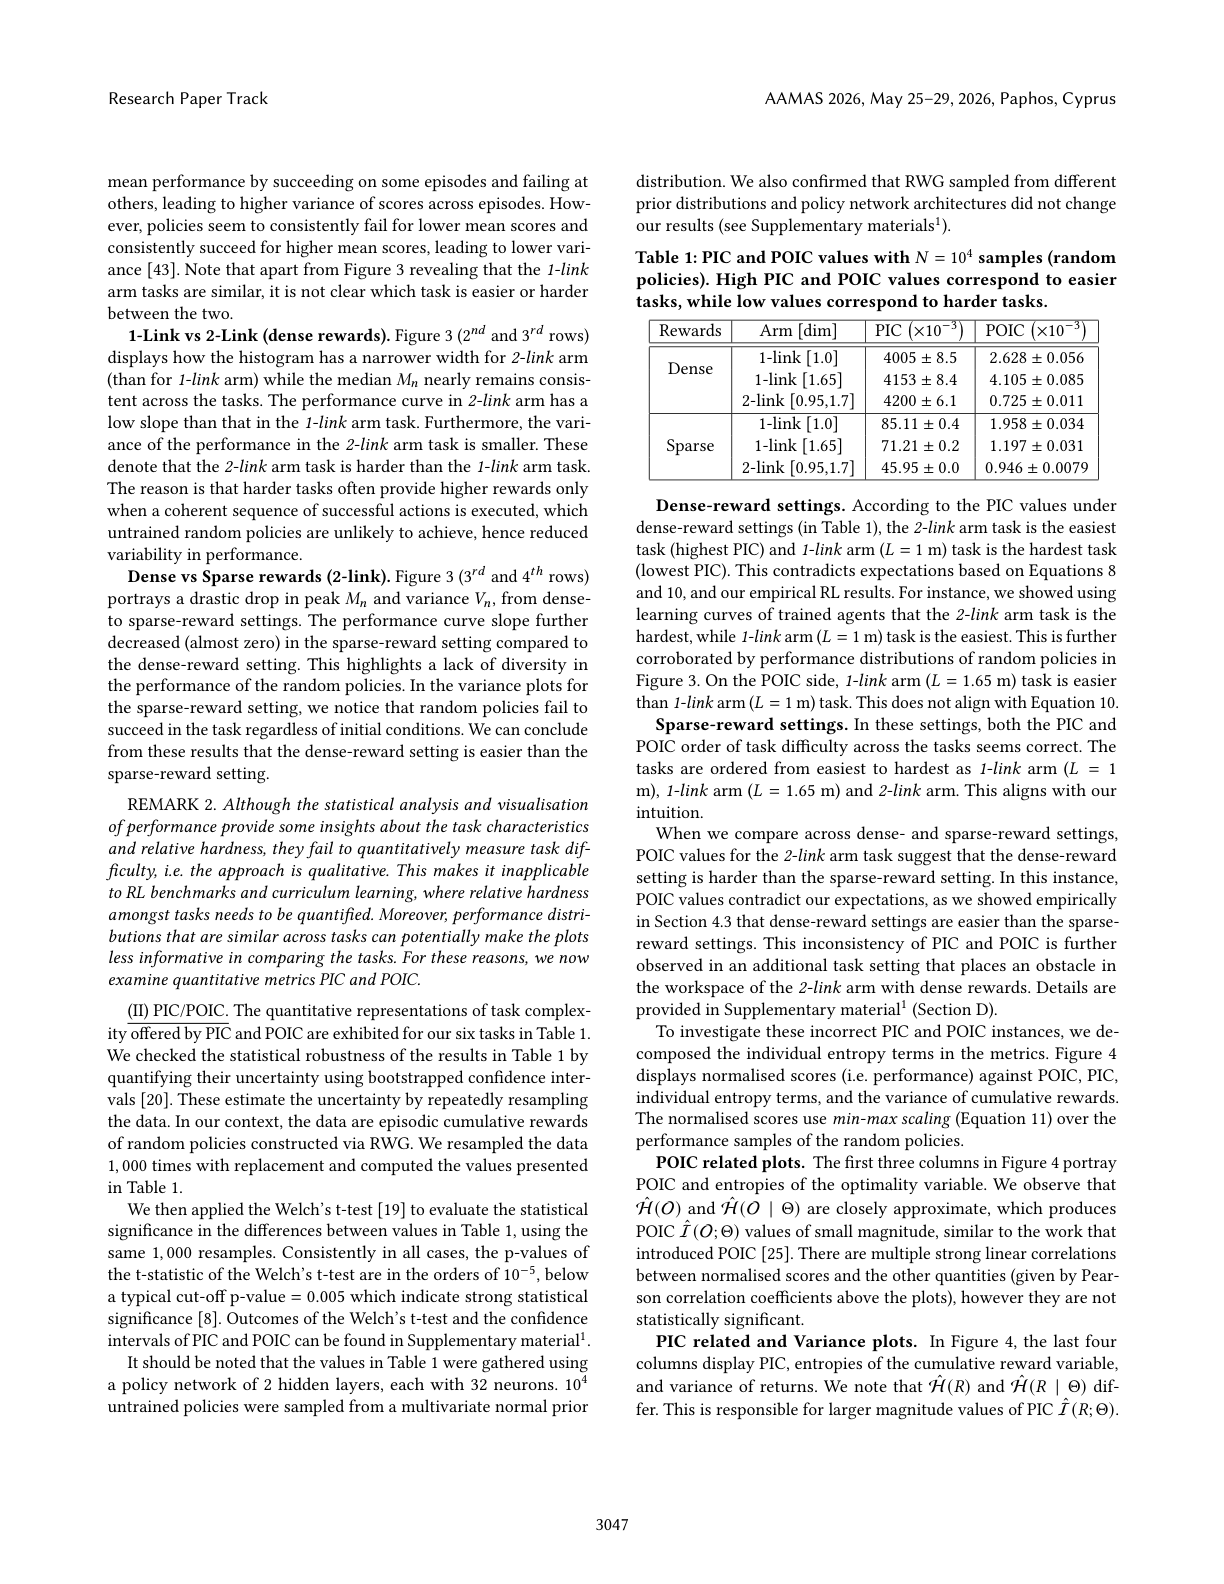 Research Paper Track
AAMAS 2026, May 25–29, 2026, Paphos, Cyprus
mean performance by succeeding on some episodes and failing at
others, leading to higher variance of scores across episodes. How-
ever, policies seem to consistently fail for lower mean scores and
consistently succeed for higher mean scores, leading to lower vari-
ance [43]. Note that apart from Figure 3 revealing that the 1-link
arm tasks are similar, it is not clear which task is easier or harder
between the two.
1-Link vs 2-Link (dense rewards). Figure 3 (2ⁿᵈ and 3ʳᵈ rows)
displays how the histogram has a narrower width for 2-link arm
(than for 1-link arm) while the median Mₙ nearly remains consis-
tent across the tasks. The performance curve in 2-link arm has a
low slope than that in the 1-link arm task. Furthermore, the vari-
ance of the performance in the 2-link arm task is smaller. These
denote that the 2-link arm task is harder than the 1-link arm task.
The reason is that harder tasks often provide higher rewards only
when a coherent sequence of successful actions is executed, which
untrained random policies are unlikely to achieve, hence reduced
variability in performance.
Dense vs Sparse rewards (2-link). Figure 3 (3ʳᵈ and 4ᵗʰ rows)
portrays a drastic drop in peak Mₙ and variance Vₙ, from dense-
to sparse-reward settings. The performance curve slope further
decreased (almost zero) in the sparse-reward setting compared to
the dense-reward setting. This highlights a lack of diversity in
the performance of the random policies. In the variance plots for
the sparse-reward setting, we notice that random policies fail to
succeed in the task regardless of initial conditions. We can conclude
from these results that the dense-reward setting is easier than the
sparse-reward setting.
REMARK 2. Although the statistical analysis and visualisation
of performance provide some insights about the task characteristics
and relative hardness, they fail to quantitatively measure task dif-
ficulty, i.e. the approach is qualitative. This makes it inapplicable
to RL benchmarks and curriculum learning, where relative hardness
amongst tasks needs to be quantified. Moreover, performance distri-
butions that are similar across tasks can potentially make the plots
less informative in comparing the tasks. For these reasons, we now
examine quantitative metrics PIC and POIC.
(II) PIC/POIC. The quantitative representations of task complex-
ity offered by PIC and POIC are exhibited for our six tasks in Table 1.
We checked the statistical robustness of the results in Table 1 by
quantifying their uncertainty using bootstrapped confidence inter-
vals [20]. These estimate the uncertainty by repeatedly resampling
the data. In our context, the data are episodic cumulative rewards
of random policies constructed via RWG. We resampled the data
1, 000 times with replacement and computed the values presented
in Table 1.
We then applied the Welch's t-test [19] to evaluate the statistical
significance in the differences between values in Table 1, using the
same 1, 000 resamples. Consistently in all cases, the p-values of
the t-statistic of the Welch's t-test are in the orders of 10⁻⁵, below
a typical cut-off p-value = 0.005 which indicate strong statistical
significance [8]. Outcomes of the Welch's t-test and the confidence
intervals of PIC and POIC can be found in Supplementary material¹.
It should be noted that the values in Table 1 were gathered using
a policy network of 2 hidden layers, each with 32 neurons. 10⁴
untrained policies were sampled from a multivariate normal prior
distribution. We also confirmed that RWG sampled from different
prior distributions and policy network architectures did not change
our results (see Supplementary materials¹).
Table 1: PIC and POIC values with N = 10⁴ samples (random
policies). High PIC and POIC values correspond to easier
tasks, while low values correspond to harder tasks.
Rewards Arm [dim] PIC (×10⁻³) POIC (×10⁻³)
Dense
1-link [1.0] 4005 ± 8.5 2.628 ± 0.056
1-link [1.65] 4153 ± 8.4 4.105 ± 0.085
2-link [0.95,1.7] 4200 ± 6.1 0.725 ± 0.011
Sparse
1-link [1.0] 85.11 ± 0.4 1.958 ± 0.034
1-link [1.65] 71.21 ± 0.2 1.197 ± 0.031
2-link [0.95,1.7] 45.95 ± 0.0 0.946 ± 0.0079
Dense-reward settings. According to the PIC values under
dense-reward settings (in Table 1), the 2-link arm task is the easiest
task (highest PIC) and 1-link arm (L = 1 m) task is the hardest task
(lowest PIC). This contradicts expectations based on Equations 8
and 10, and our empirical RL results. For instance, we showed using
learning curves of trained agents that the 2-link arm task is the
hardest, while 1-link arm (L = 1 m) task is the easiest. This is further
corroborated by performance distributions of random policies in
Figure 3. On the POIC side, 1-link arm (L = 1.65 m) task is easier
than 1-link arm (L = 1 m) task. This does not align with Equation 10.
Sparse-reward settings. In these settings, both the PIC and
POIC order of task difficulty across the tasks seems correct. The
tasks are ordered from easiest to hardest as 1-link arm (L = 1
m), 1-link arm (L = 1.65 m) and 2-link arm. This aligns with our
intuition.
When we compare across dense- and sparse-reward settings,
POIC values for the 2-link arm task suggest that the dense-reward
setting is harder than the sparse-reward setting. In this instance,
POIC values contradict our expectations, as we showed empirically
in Section 4.3 that dense-reward settings are easier than the sparse-
reward settings. This inconsistency of PIC and POIC is further
observed in an additional task setting that places an obstacle in
the workspace of the 2-link arm with dense rewards. Details are
provided in Supplementary material¹ (Section D).
To investigate these incorrect PIC and POIC instances, we de-
composed the individual entropy terms in the metrics. Figure 4
displays normalised scores (i.e. performance) against POIC, PIC,
individual entropy terms, and the variance of cumulative rewards.
The normalised scores use min-max scaling (Equation 11) over the
performance samples of the random policies.
POIC related plots. The first three columns in Figure 4 portray
POIC and entropies of the optimality variable. We observe that
Ĥ(O) and Ĥ(O | Θ) are closely approximate, which produces
POIC Î(O; Θ) values of small magnitude, similar to the work that
introduced POIC [25]. There are multiple strong linear correlations
between normalised scores and the other quantities (given by Pear-
son correlation coefficients above the plots), however they are not
statistically significant.
PIC related and Variance plots. In Figure 4, the last four
columns display PIC, entropies of the cumulative reward variable,
and variance of returns. We note that Ĥ(R) and Ĥ(R | Θ) dif-
fer. This is responsible for larger magnitude values of PIC Î(R; Θ).
3047